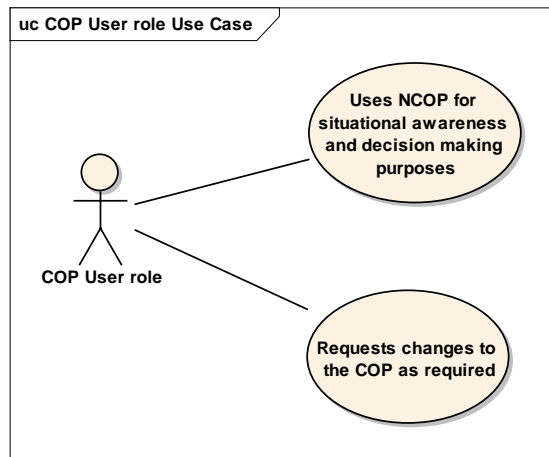 uc COP User role Use Case
Uses NCOP for
situational awareness
and decision making
purposes
COP User role
Requests changes to
the COP as required